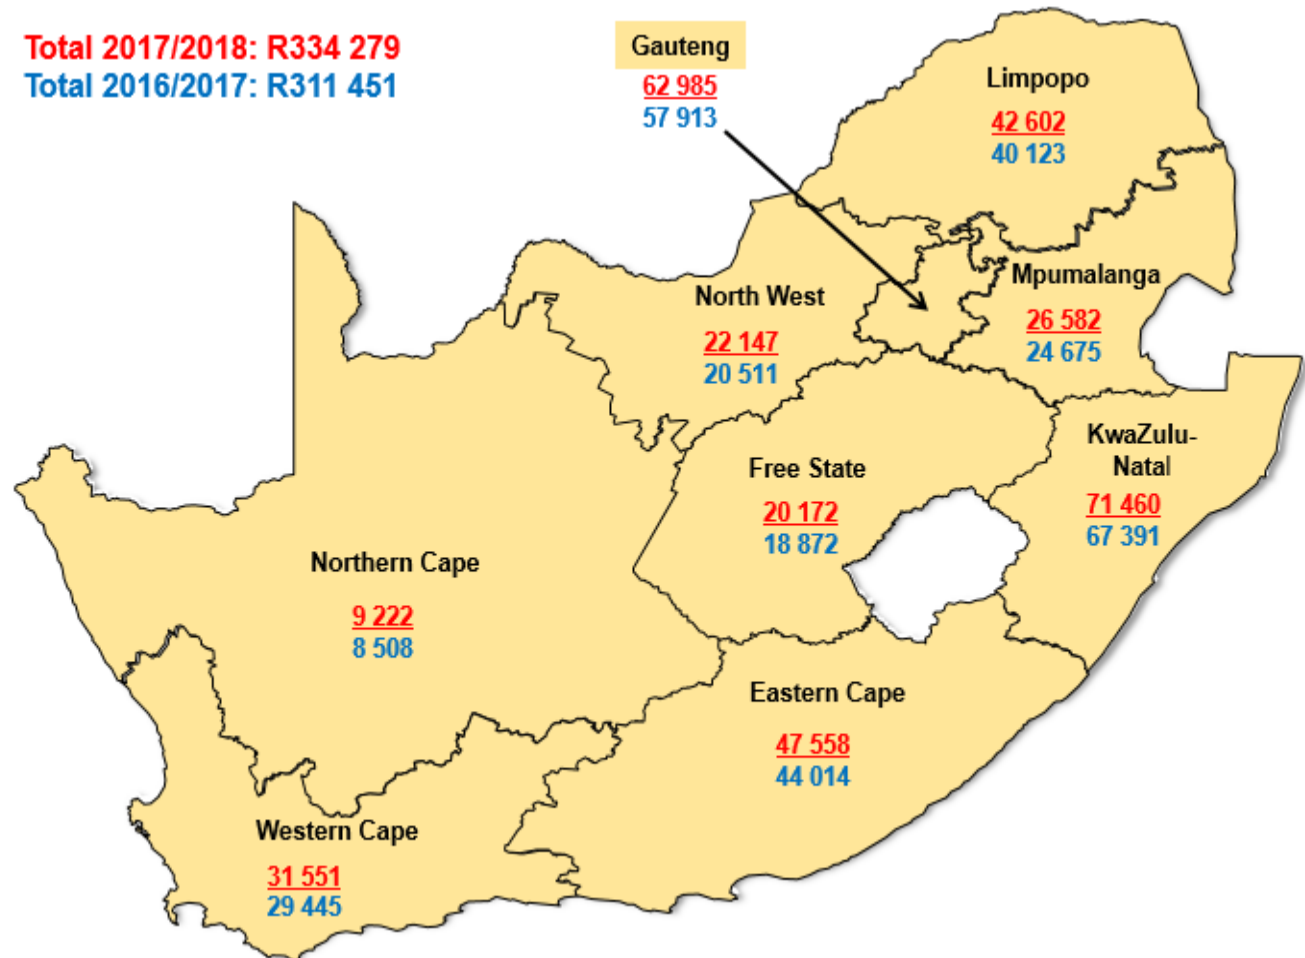 Total 2017/2018: R334 279
Total 2016/2017: R311 451
Gauteng
62 985
57 913
Limpopo
42 602
40 123
Mpumalanga
26 582
24 675
North West
22 147
20 511
KwaZulu-
Natal
71 460
67 391
Free State
20 172
18 872
Northern Cape
9 222
8 508
Eastern Cape
47 558
44 014
Western Cape
31 551
29 445